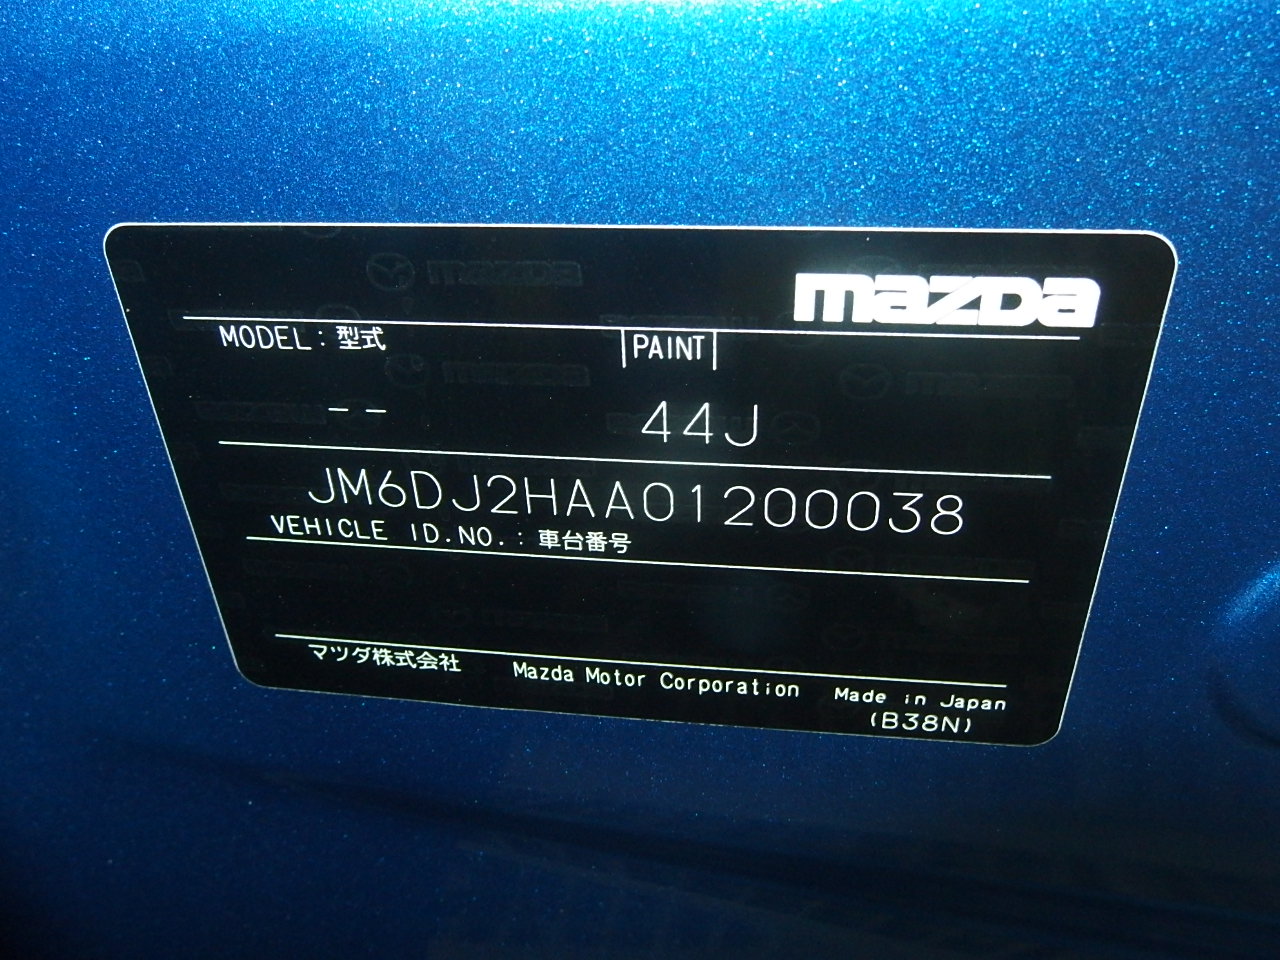 mazda
MODEL : 型式
PAINT
-- 44J
JM6DJ2HAA01200038
VEHICLE ID.NO. : 車台番号
マツダ株式会社 Mazda Motor Corporation Made in Japan
(B38N)